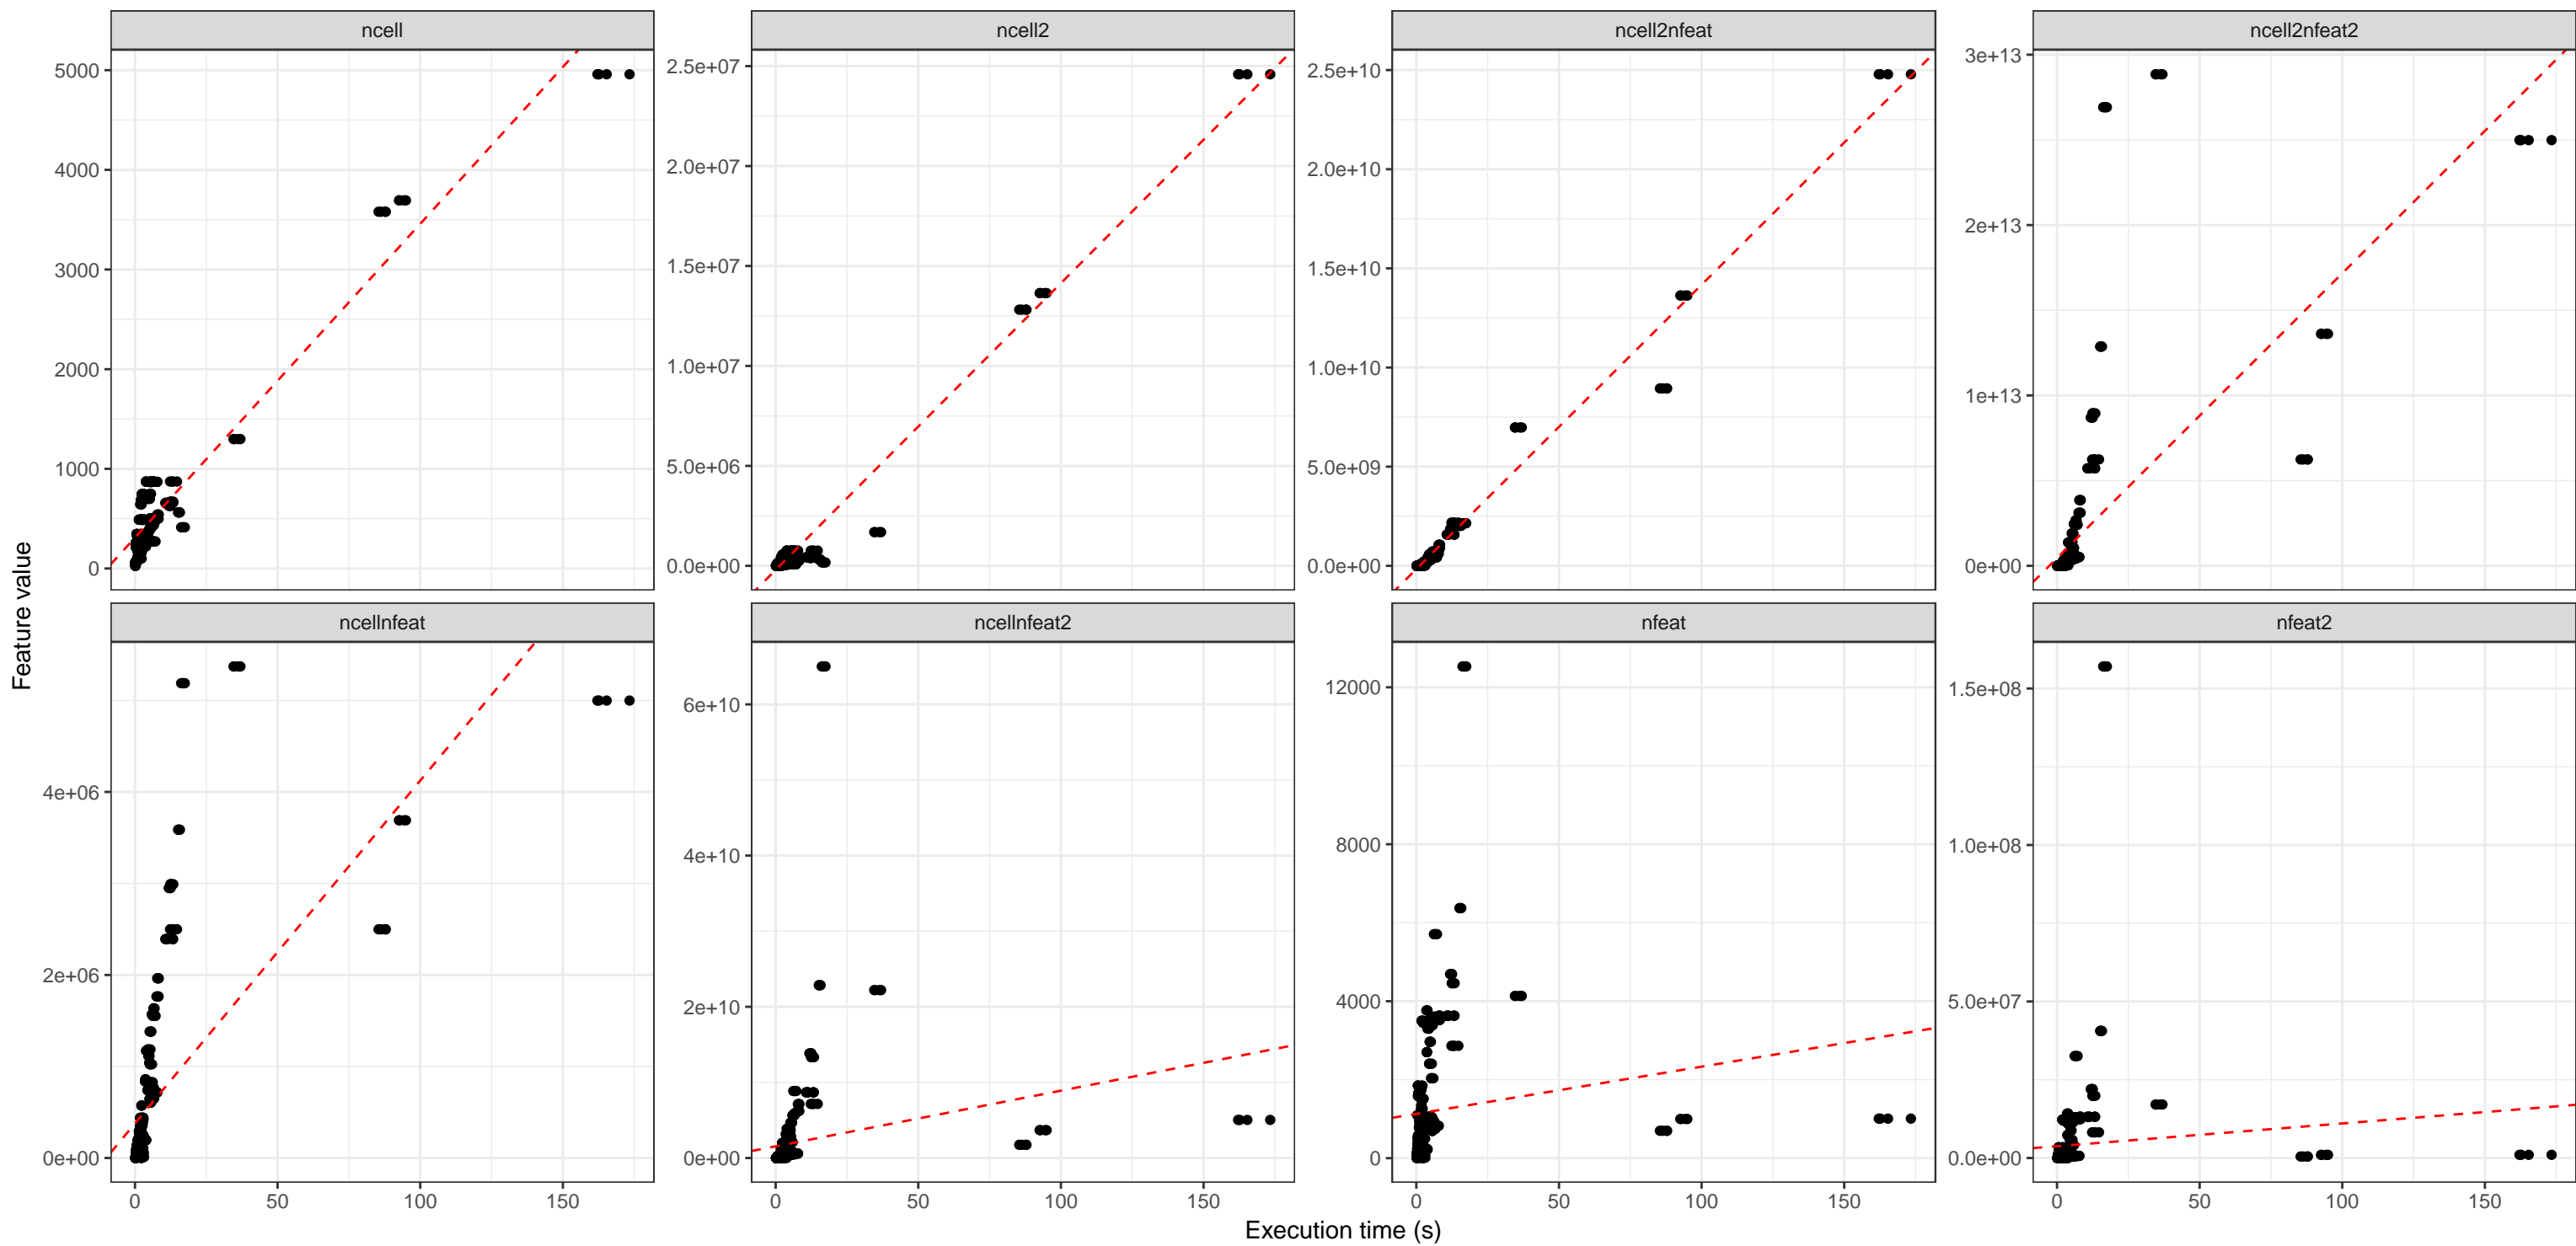 ncell ncell2 ncell2nfeat ncell2nfeat2
5000
4000
3000
2000
1000
0
2.5e+07
2.0e+07
1.5e+07
1.0e+07
5.0e+06
0.0e+00
2.5e+10
2.0e+10
1.5e+10
1.0e+10
5.0e+09
0.0e+00
3e+13
2e+13
1e+13
0e+00
Feature value
ncellnfeat ncellnfeat2 nfeat nfeat2
4e+06
2e+06
0e+00
6e+10
4e+10
2e+10
0e+00
12000
8000
4000
0
1.5e+08
1.0e+08
5.0e+07
0.0e+00
0 50 100 150 0 50 100 150 0 50 100 150 0 50 100 150
Execution time (s)